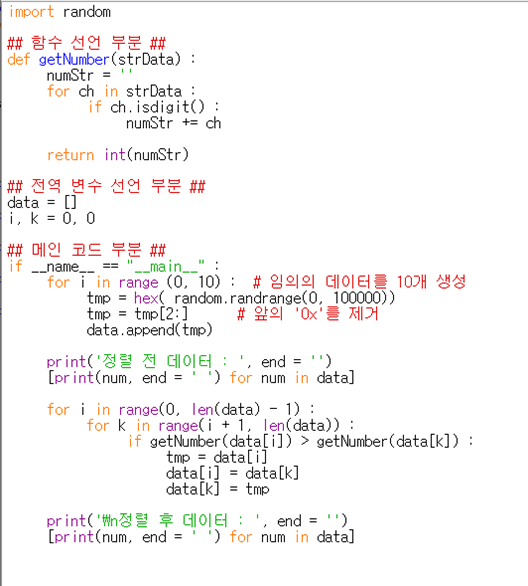 import random
## 함수 선언 부분 ##
def getNumber(strData) :
    numStr = ''
    for ch in strData :
        if ch.isdigit() :
            numStr += ch
    return int(numStr)
## 전역 변수 선언 부분 ##
data = []
i, k = 0, 0
## 메인 코드 부분 ##
if __name__ == "__main__" :
    for i in range (0, 10) :  # 임의의 데이터를 10개 생성
        tmp = hex( random.randrange(0, 100000))
        tmp = tmp[2:]      # 앞의 '0x'를 제거
        data.append(tmp)
    print('정렬 전 데이터 : ', end = '')
    [print(num, end = ' ') for num in data]
    for i in range(0, len(data) - 1) :
        for k in range(i + 1, len(data)) :
            if getNumber(data[i]) > getNumber(data[k]) :
                tmp = data[i]
                data[i] = data[k]
                data[k] = tmp
    print('₩n정렬 후 데이터 : ', end = '')
    [print(num, end = ' ') for num in data]